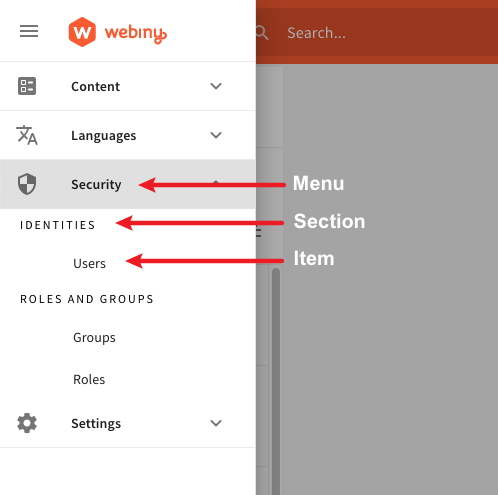 webiny
Search...
Content
Languages
Security
Menu
IDENTITIES
Section
Users
Item
ROLES AND GROUPS
Groups
Roles
Settings